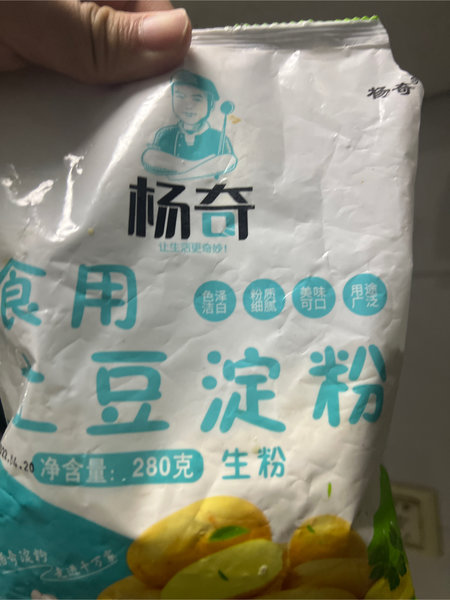 杨奇
杨奇
让生活更奇妙!
食用
色泽洁白
粉质细腻
美味可口
用途广泛
土豆淀粉
净含量: 280克
生粉